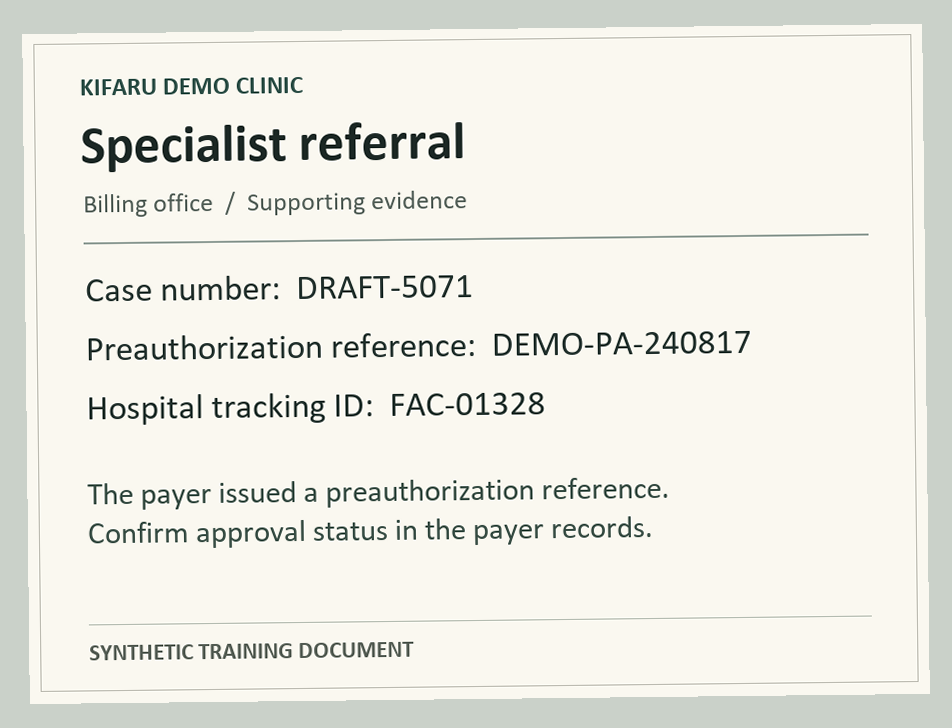 KIFARU DEMO CLINIC
Specialist referral
Billing office / Supporting evidence
Case number: DRAFT-5071
Preauthorization reference: DEMO-PA-240817
Hospital tracking ID: FAC-01328
The payer issued a preauthorization reference.
Confirm approval status in the payer records.
SYNTHETIC TRAINING DOCUMENT